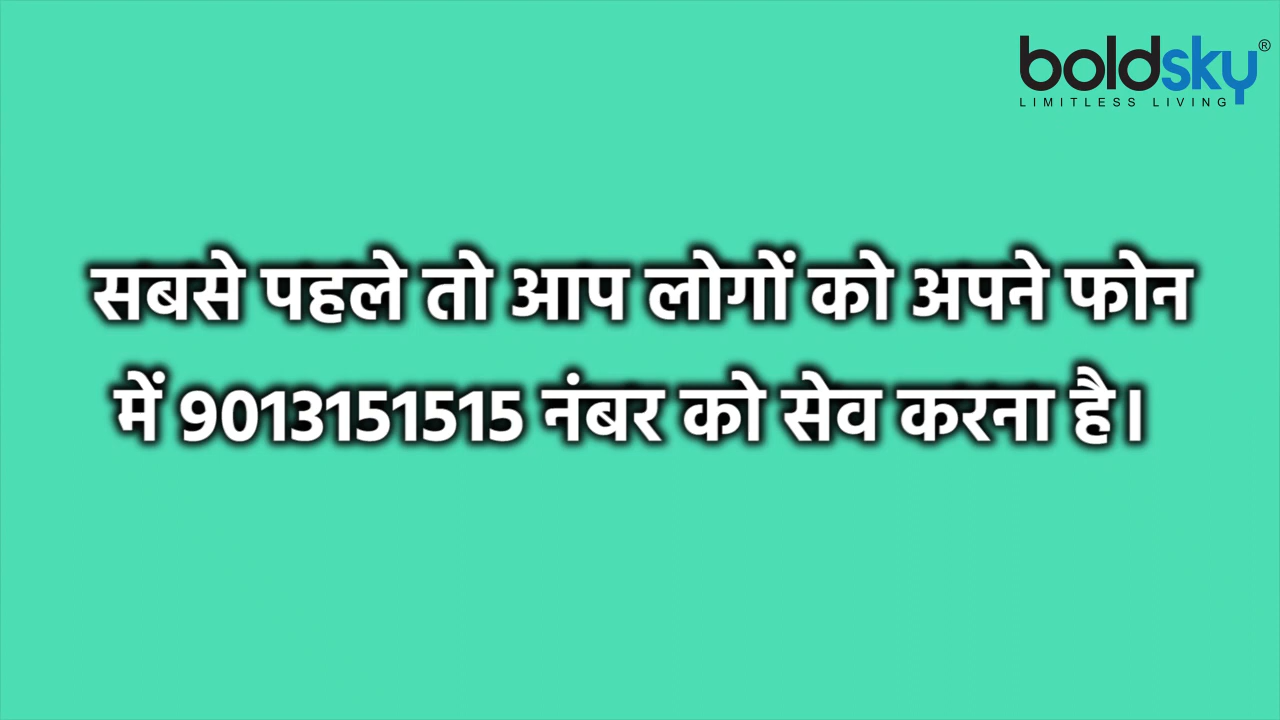 boldsky®
LIMITLESS LIVING
सबसे पहले तो आप लोगों को अपने फोन
में 9013151515 नंबर को सेव करना है।